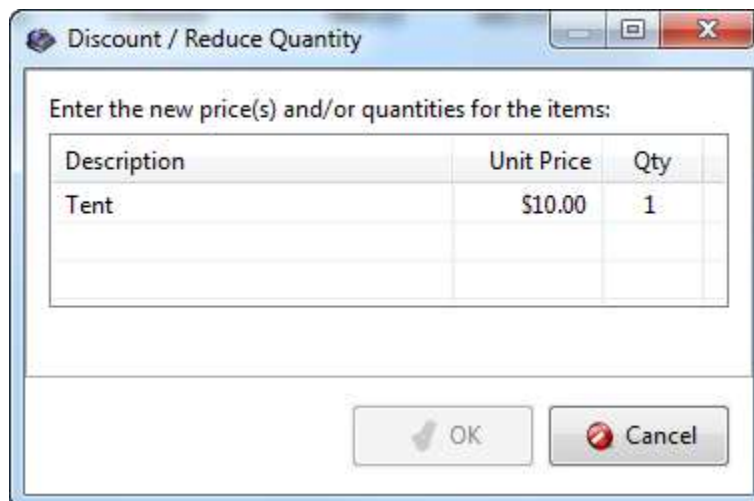 Discount / Reduce Quantity
Enter the new price(s) and/or quantities for the items:
Description Unit Price Qty
Tent $10.00 1
OK Cancel